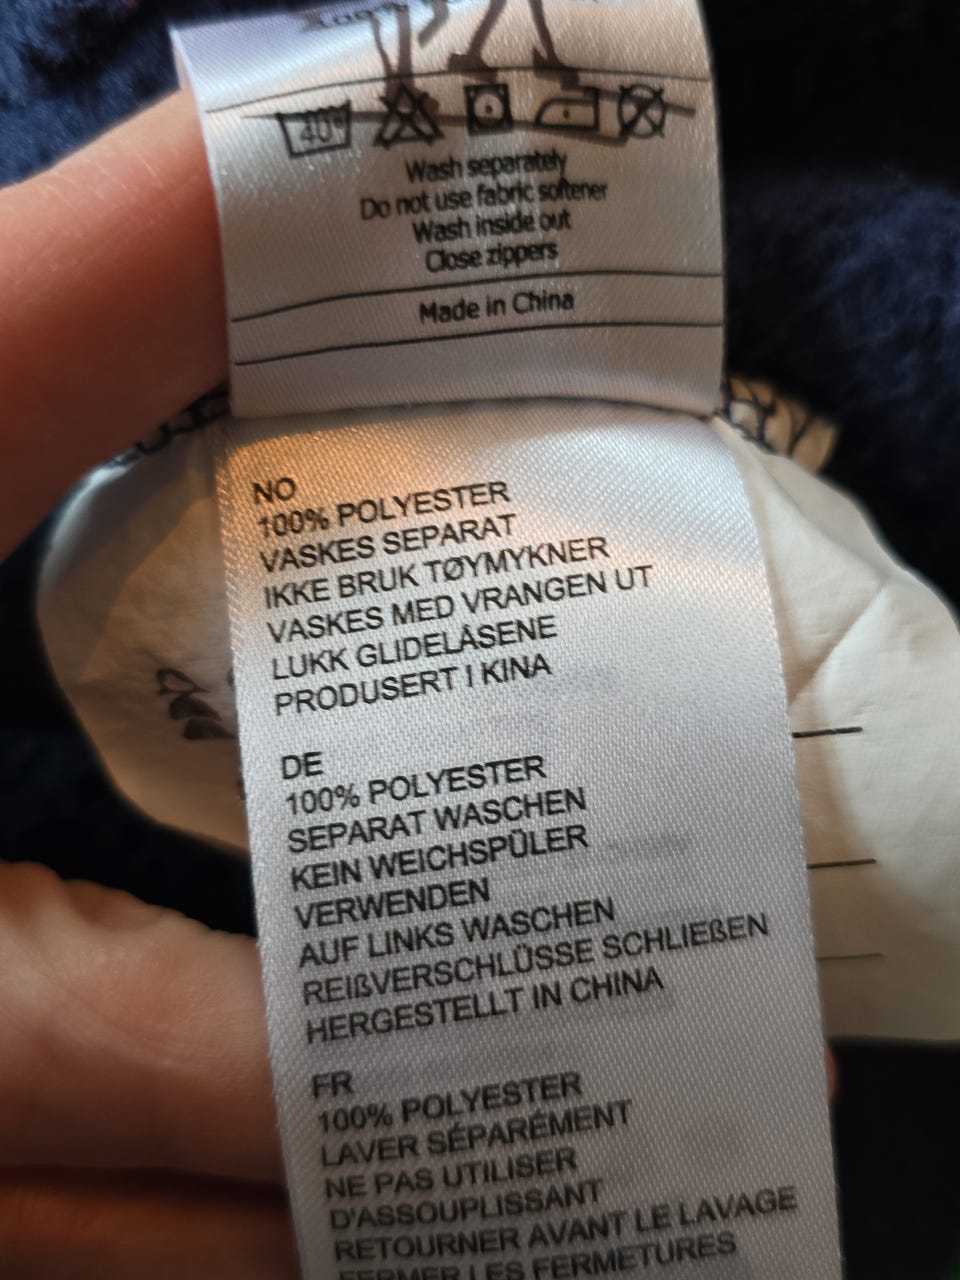 40°
Wash separately
Do not use fabric softener
Wash inside out
Close zippers
Made in China
NO
100% POLYESTER
VASKES SEPARAT
IKKE BRUK TØYMYKNER
VASKES MED VRANGEN UT
LUKK GLIDELÅSENE
PRODUSERT I KINA
DE
100% POLYESTER
SEPARAT WASCHEN
KEIN WEICHSPÜLER
VERWENDEN
AUF LINKS WASCHEN
REIßVERSCHLÜSSE SCHLIEßEN
HERGESTELLT IN CHINA
FR
100% POLYESTER
LAVER SÉPARÉMENT
NE PAS UTILISER
D'ASSOUPLISSANT
RETOURNER AVANT LE LAVAGE
FERMER LES FERMETURES